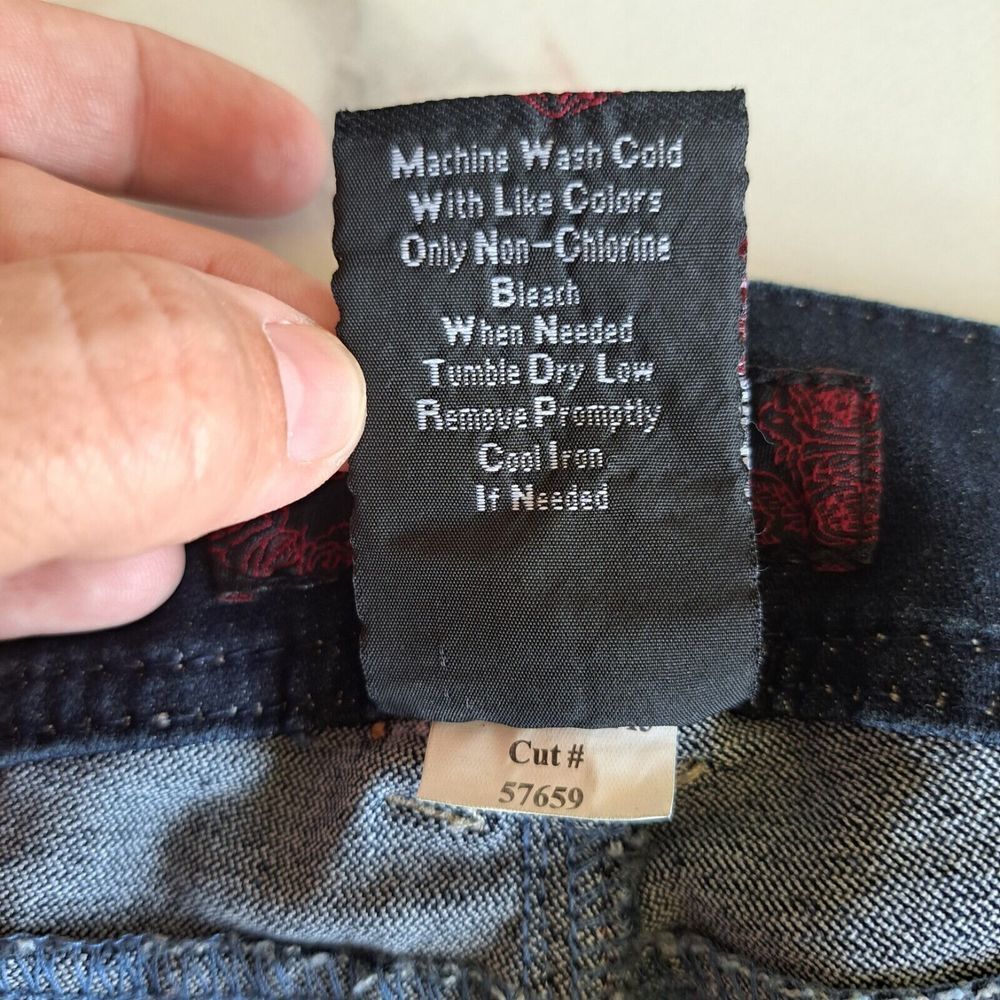 Machine Wash Cold
With Like Colors
Only Non-Chlorine
Bleach
When Needed
Tumble Dry Low
Remove Promptly
Cool Iron
If Needed
Cut #
57659